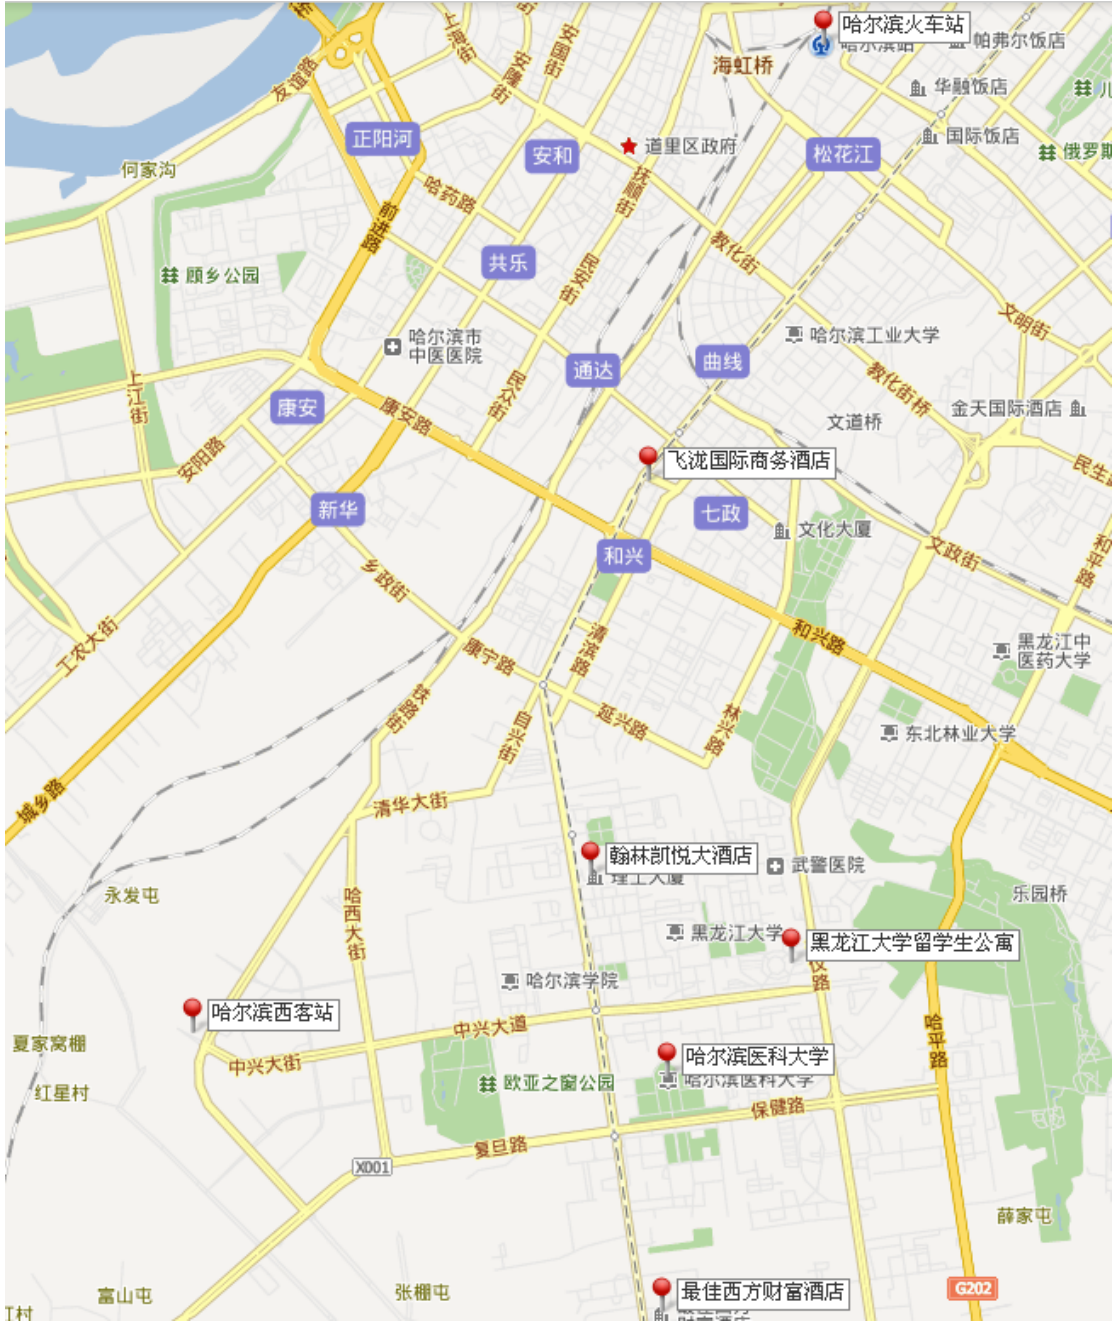 哈尔滨火车站
帕弗尔饭店
上海街
安隆街
安国街
海虹桥
华融饭店
友谊路
正阳河
安和
道里区政府
松花江
国际饭店
俄罗斯
何家沟
哈药路
抚顺街
前进路
共乐
教化街
顾乡公园
民安街
文明街
哈尔滨市
中医医院
哈尔滨工业大学
通达
曲线
上江街
康安
康安路
民众街
教化街桥
金天国际酒店
文道桥
安阳路
飞泷国际商务酒店
民生路
新华
七政
文化大厦
和兴
文政街
和平路
乡政街
工农大街
清滨路
和兴路
黑龙江中
医药大学
康宁路
铁路街
自兴街
延兴路
林兴路
东北林业大学
城乡路
清华大街
翰林凯悦大酒店
理工大厦
武警医院
永发屯
乐园桥
哈西大街
黑龙江大学
黑龙江大学留学生公寓
哈尔滨学院
仪路
哈尔滨西客站
中兴大道
夏家窝棚
中兴大街
哈尔滨医科大学
哈尔滨医科大学
哈平路
红星村
欧亚之窗公园
保健路
复旦路
X001
薛家屯
富山屯
张棚屯
最佳西方财富酒店
G202